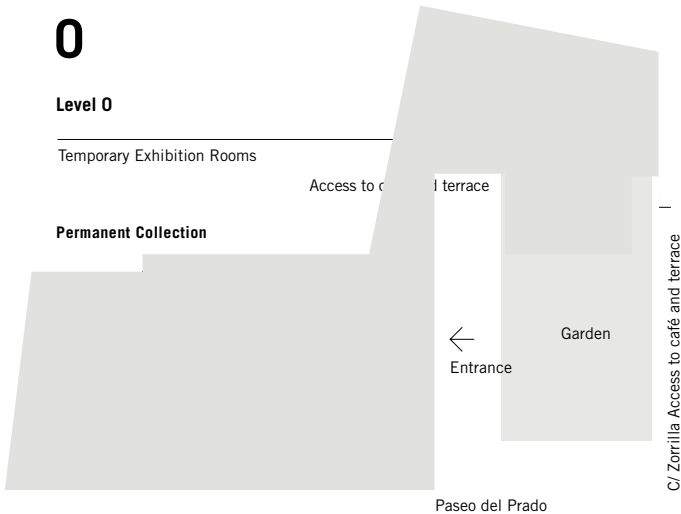 0
Level 0
Temporary Exhibition Rooms
Access to d terrace
Permanent Collection
Garden
Entrance
C/ Zorrilla Access to café and terrace
Paseo del Prado